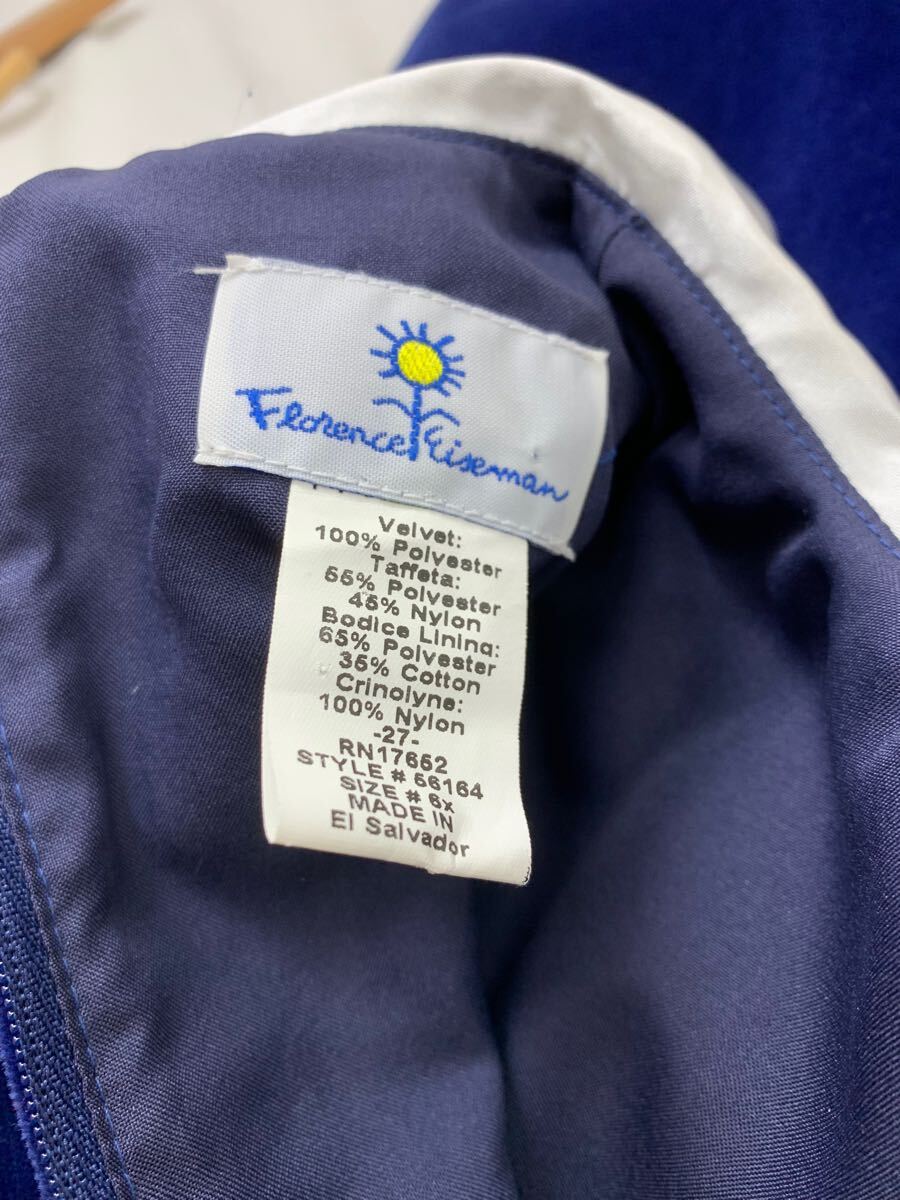 Florence Eiseman
Velvet:
100% Polyester
Taffeta:
55% Polyester
45% Nylon
Bodice Lining:
65% Polyester
35% Cotton
Crinolyne:
100% Nylon
-27-
RN17652
STYLE # 56164
SIZE # 6x
MADE IN
El Salvador